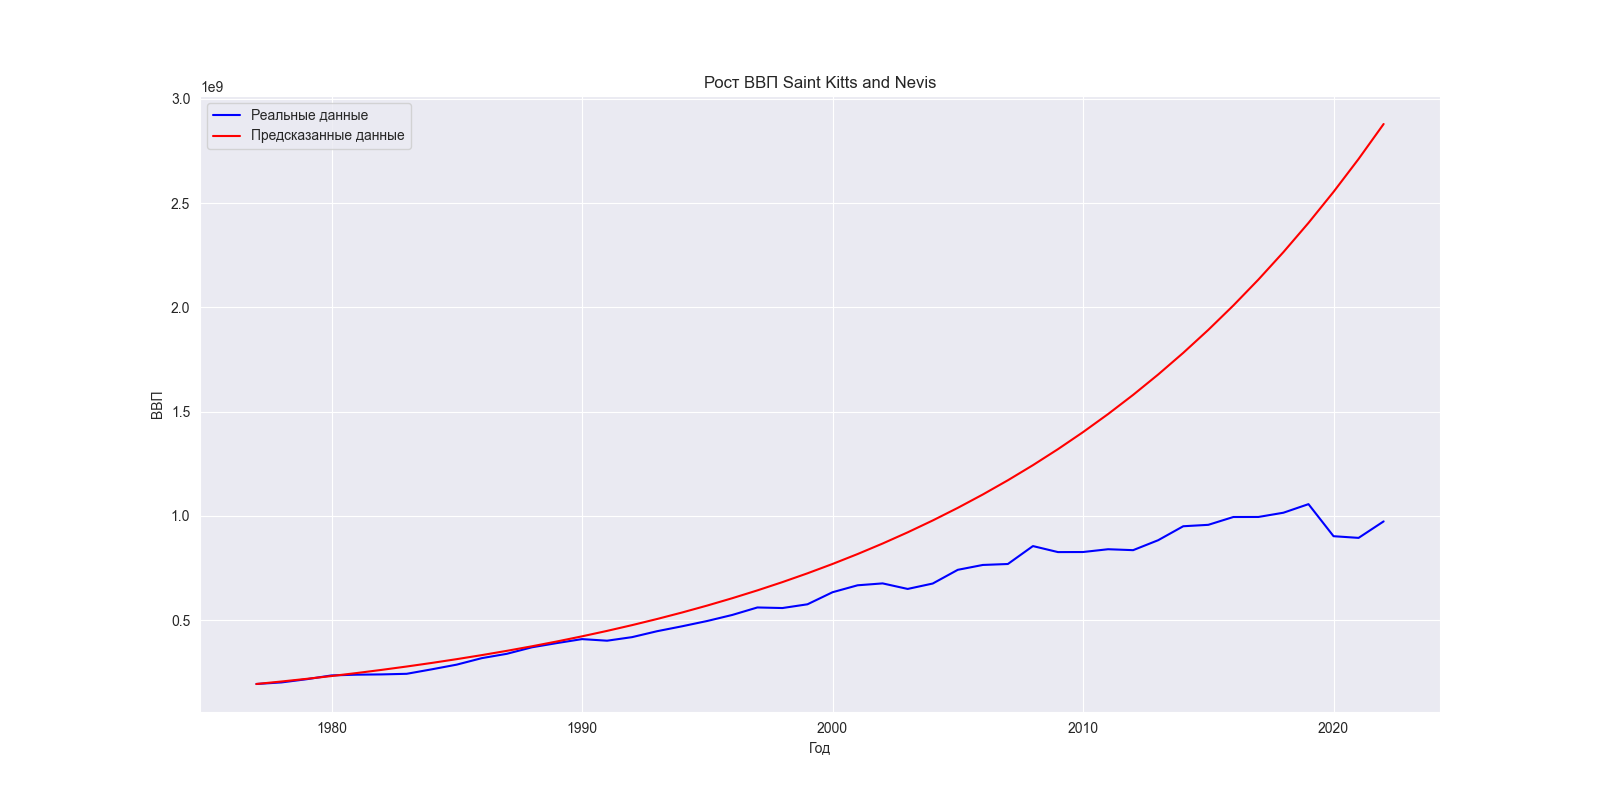 Рост ВВП Saint Kitts and Nevis
1e9
3.0
2.5
2.0
1.5
1.0
0.5
ВВП
Реальные данные
Предсказанные данные
1980
1990
2000
2010
2020
Год